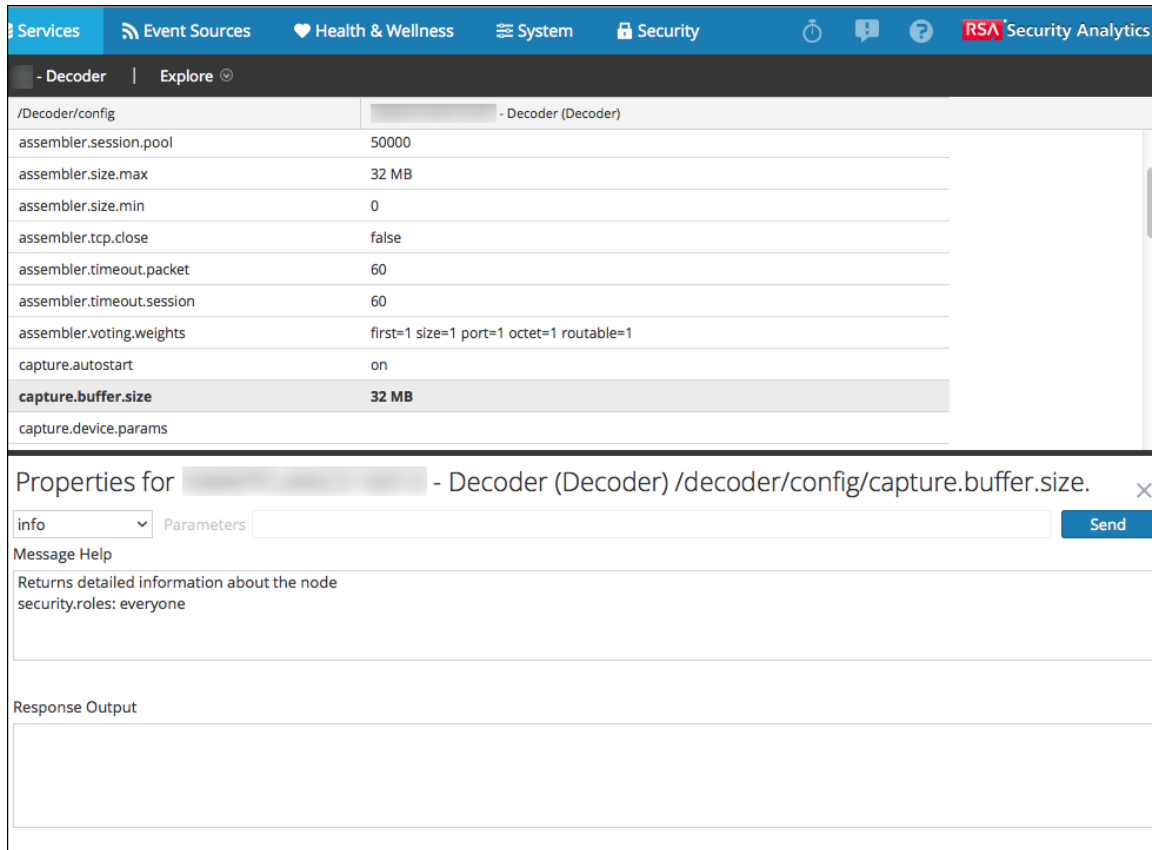 Services Event Sources Health & Wellness System Security RSA Security Analytics
- Decoder | Explore
/Decoder/config - Decoder (Decoder)
assembler.session.pool 50000
assembler.size.max 32 MB
assembler.size.min 0
assembler.tcp.close false
assembler.timeout.packet 60
assembler.timeout.session 60
assembler.voting.weights first=1 size=1 port=1 octet=1 routable=1
capture.autostart on
capture.buffer.size 32 MB
capture.device.params
Properties for - Decoder (Decoder) /decoder/config/capture.buffer.size.
info Parameters Send
Message Help
Returns detailed information about the node
security.roles: everyone
Response Output